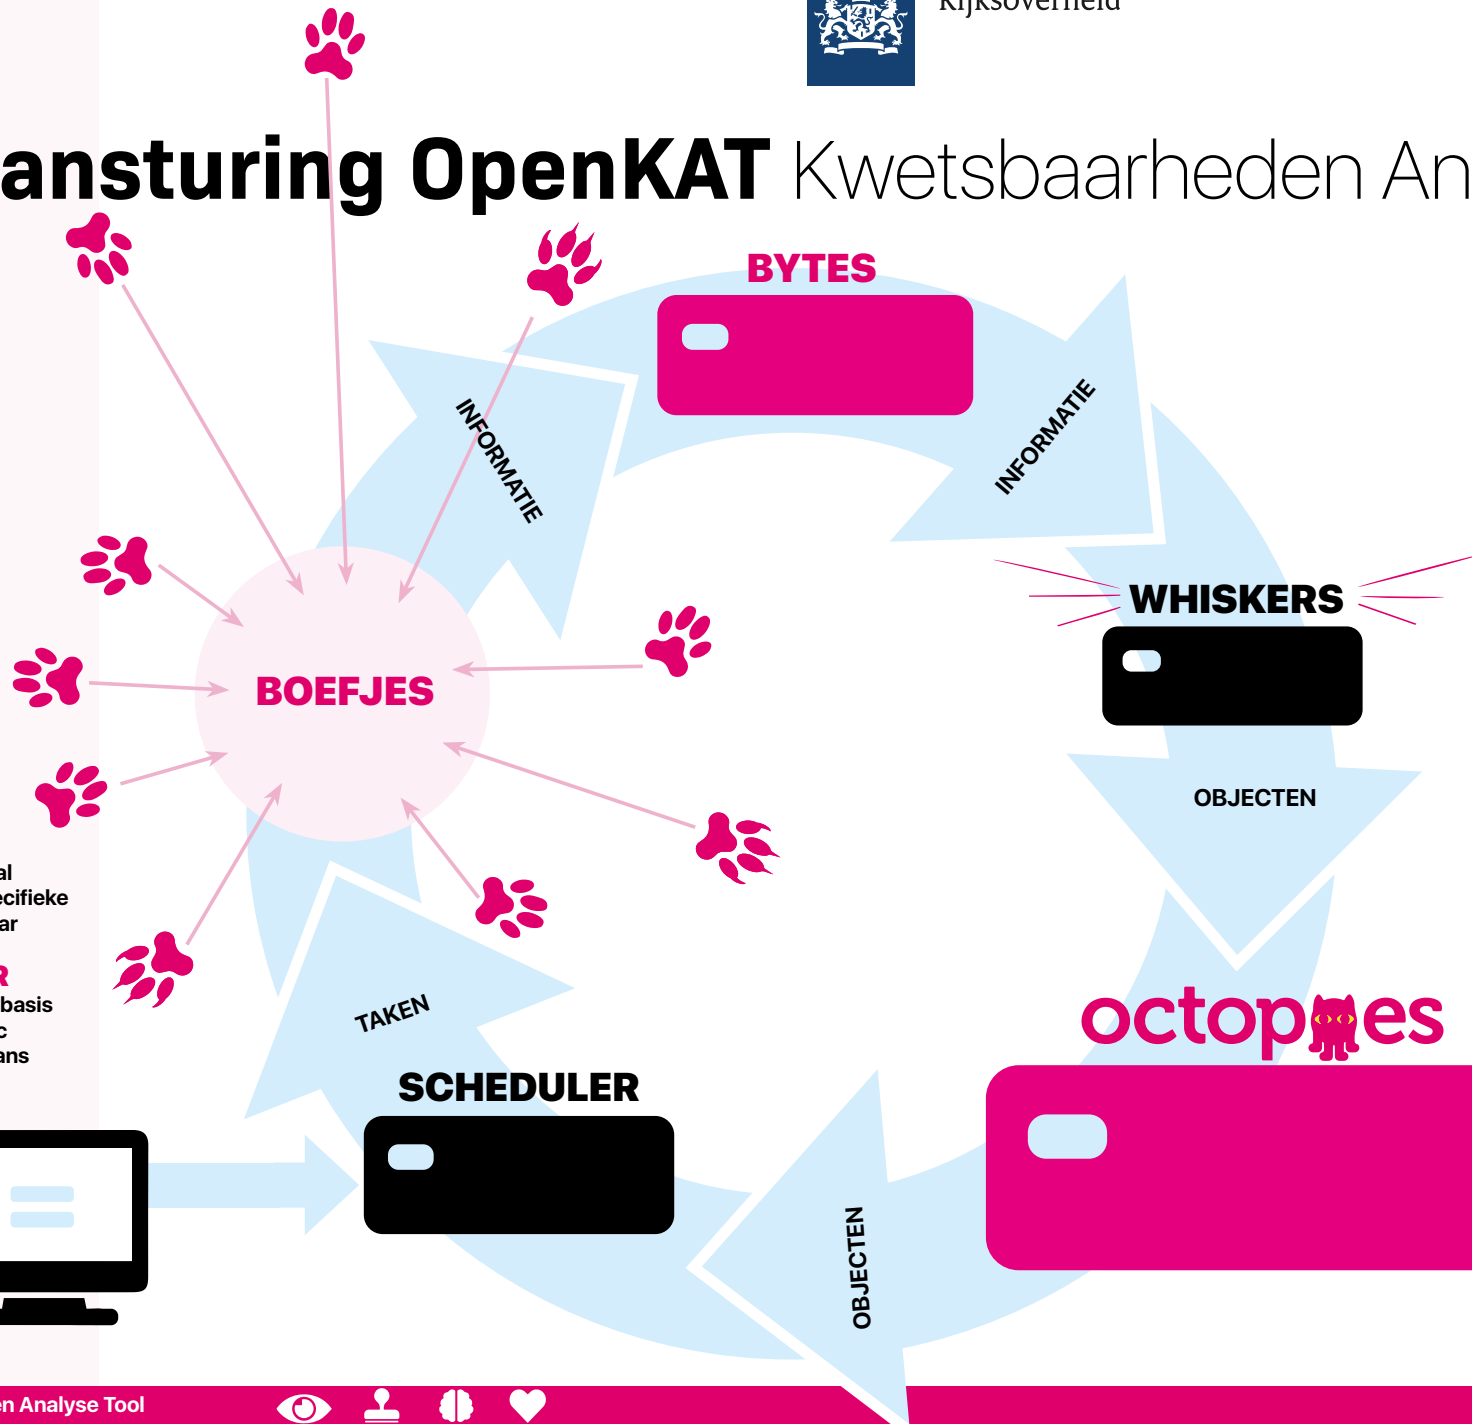 Rijksoverheid
ansturing OpenKAT Kwetsbaarheden An
BYTES
INFORMATIE
INFORMATIE
WHISKERS
BOEFJES
OBJECTEN
al
ecifieke
ar
R
basis
c
ans
octopoes
TAKEN
SCHEDULER
OBJECTEN
en Analyse Tool